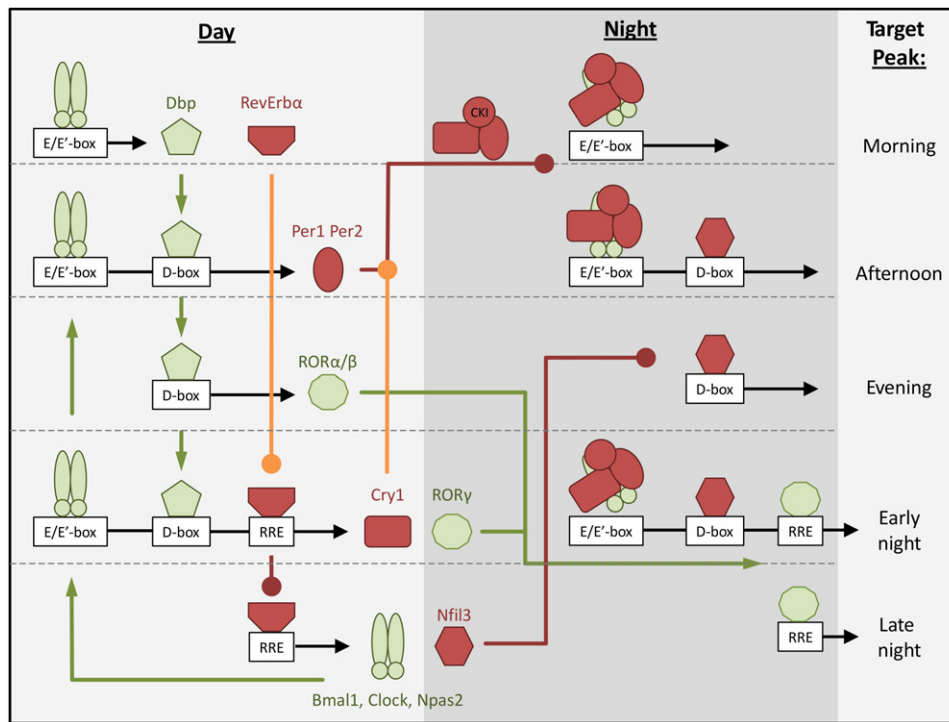 Day
Night
Target
Peak:
Dbp
RevErbα
CKI
E/E'-box
E/E'-box
Morning
Per1 Per2
E/E'-box
D-box
E/E'-box
D-box
Afternoon
RORα/β
D-box
D-box
Evening
Cry1
RORγ
E/E'-box
D-box
RRE
E/E'-box
D-box
RRE
Early
night
Nfil3
RRE
RRE
Late
night
Bmal1, Clock, Npas2